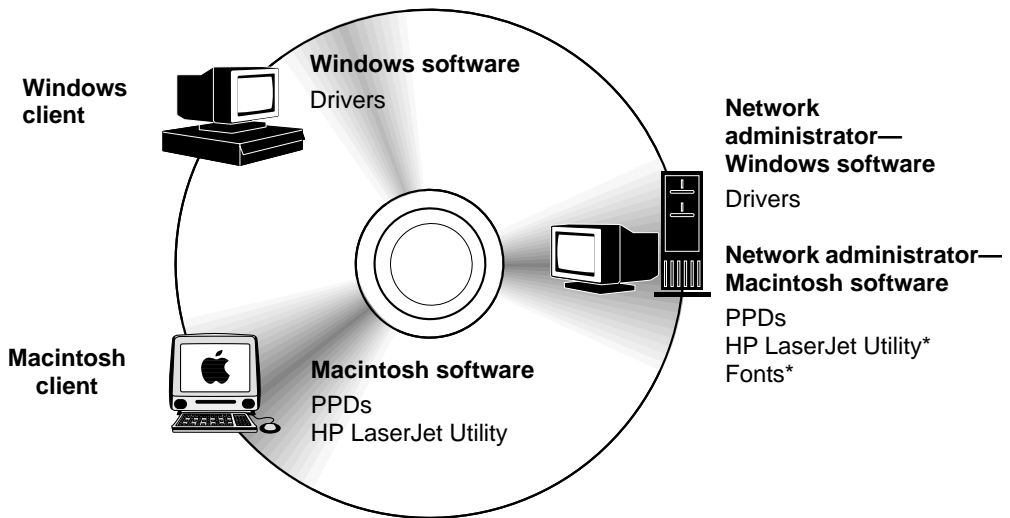 Windows
client
Windows software
Drivers
Network
administrator—
Windows software
Drivers
Network administrator—
Macintosh software
PPDs
HP LaserJet Utility*
Fonts*
Macintosh
client
Macintosh software
PPDs
HP LaserJet Utility